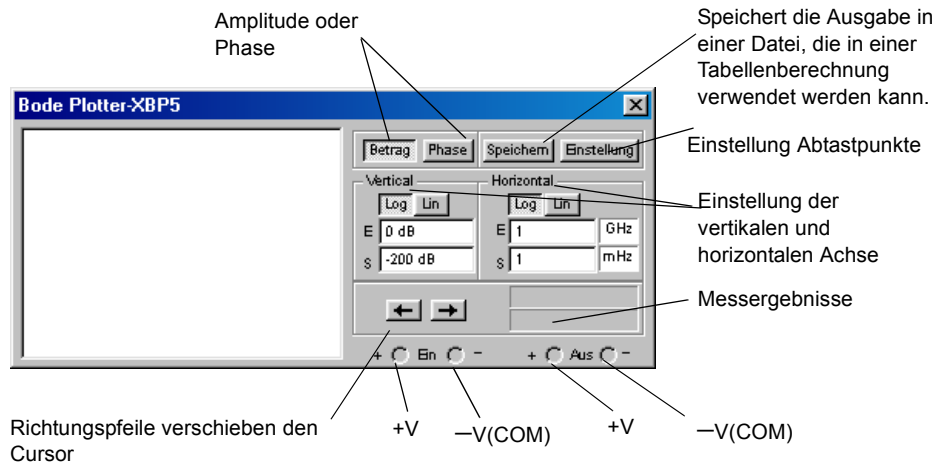 Amplitude oder
Phase
Speichert die Ausgabe in
einer Datei, die in einer
Tabellenberechnung
verwendet werden kann.
Bode Plotter-XBP5
Betrag Phase Speichern Einstellung
Einstellung Abtastpunkte
Vertical Horizontal
Log Lin Log Lin
E 0 dB E 1 GHz
S -200 dB S 1 mHz
Einstellung der
vertikalen und
horizontalen Achse
Messergebnisse
+ Ein - + Aus -
Richtungspfeile verschieben den
Cursor
+V —V(COM) +V —V(COM)